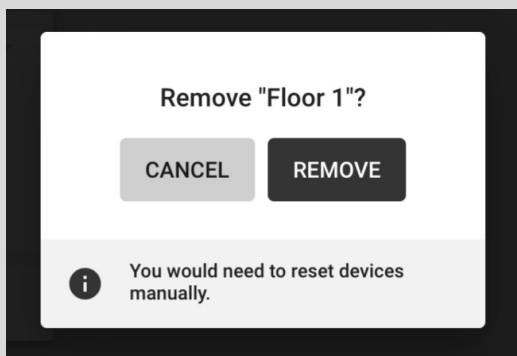 Remove "Floor 1"?
CANCEL
REMOVE
You would need to reset devices
manually.